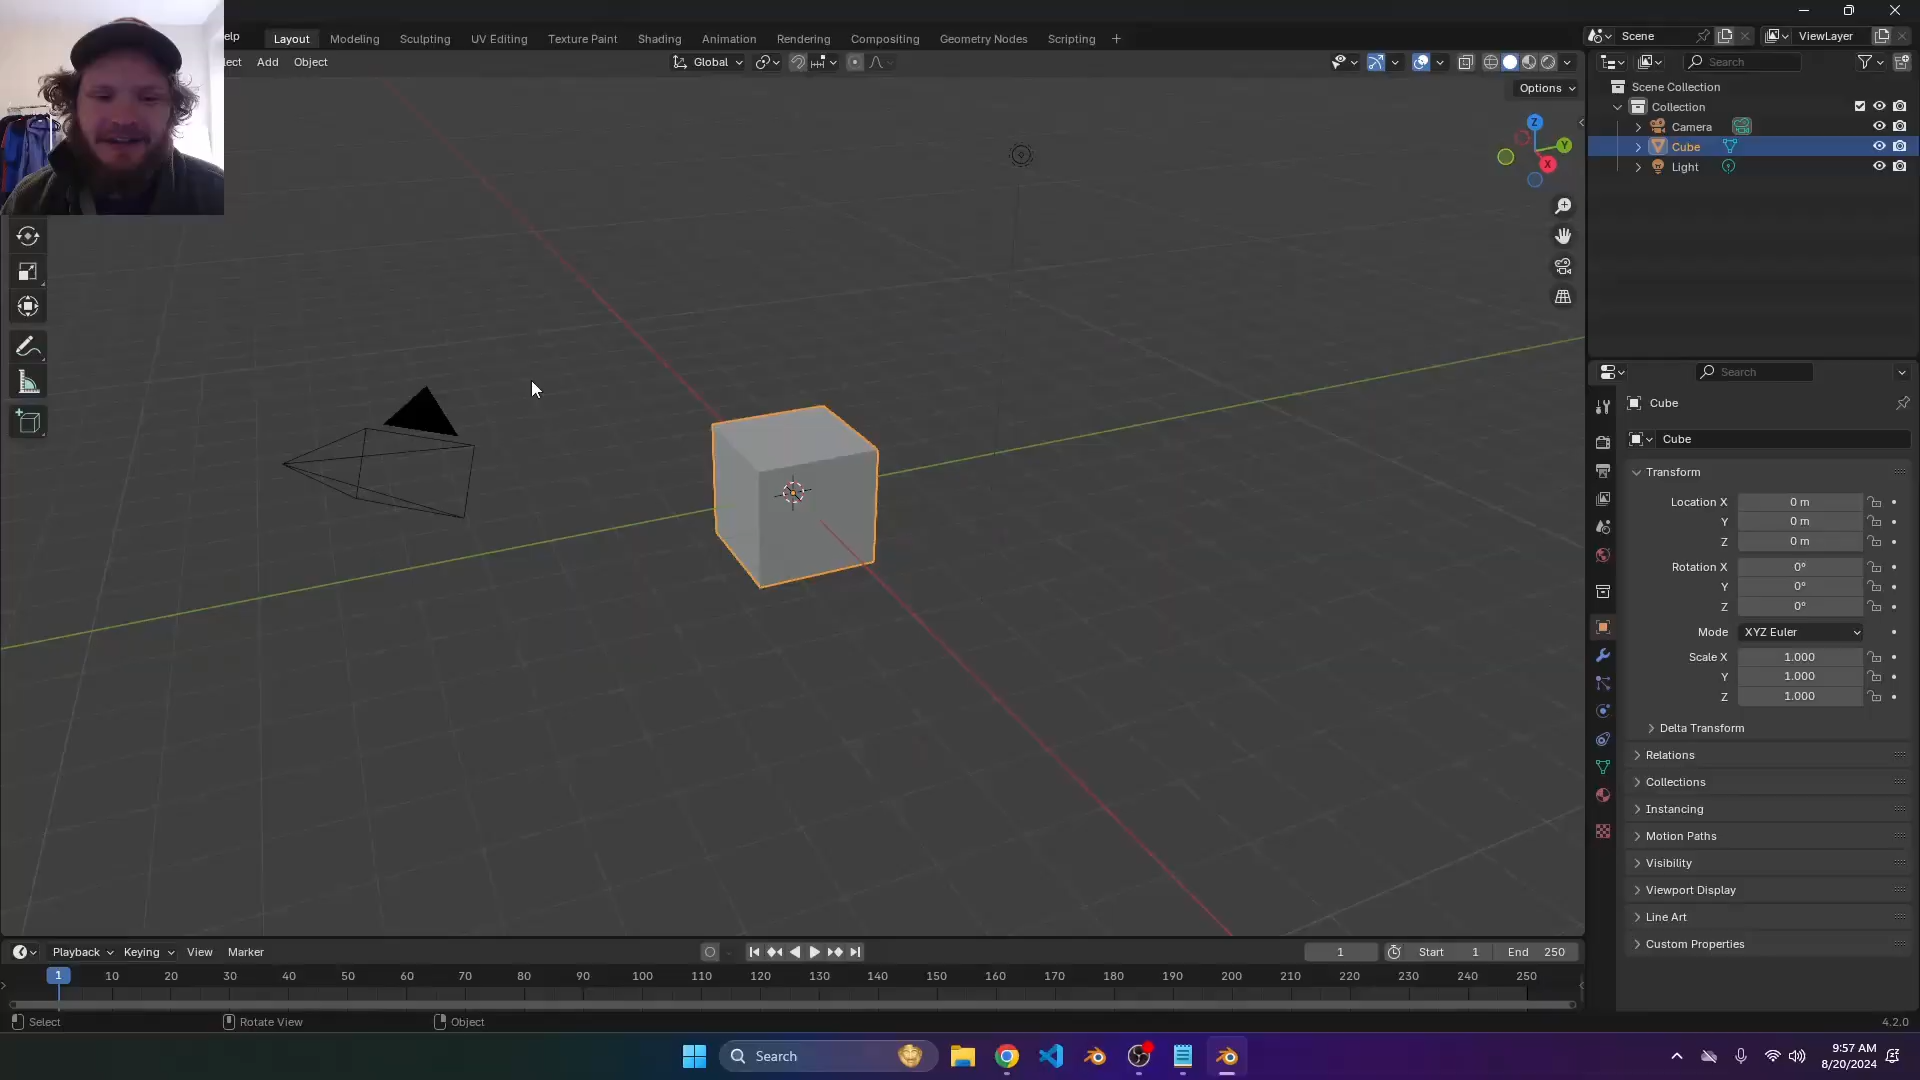 lp
Layout
Modeling
Sculpting
UV Editing
Texture Paint
Shading
Animation
Rendering
Compositing
Geometry Nodes
Scripting
+
Scene
ViewLayer
lect
Add
Object
Global
Search
Options
Scene Collection
Collection
Camera
Cube
Light
Z
Y
X
Search
Cube
Cube
Transform
Location X 0 m
Y 0 m
Z 0 m
Rotation X 0°
Y 0°
Z 0°
Mode XYZ Euler
Scale X 1.000
Y 1.000
Z 1.000
Delta Transform
Relations
Collections
Instancing
Motion Paths
Visibility
Viewport Display
Line Art
Custom Properties
Playback Keying View Marker
1
Start 1
End 250
1 10 20 30 40 50 60 70 80 90 100 110 120 130 140 150 160 170 180 190 200 210 220 230 240 250
Select
Rotate View
Object
4.2.0
Search
9:57 AM
8/20/2024